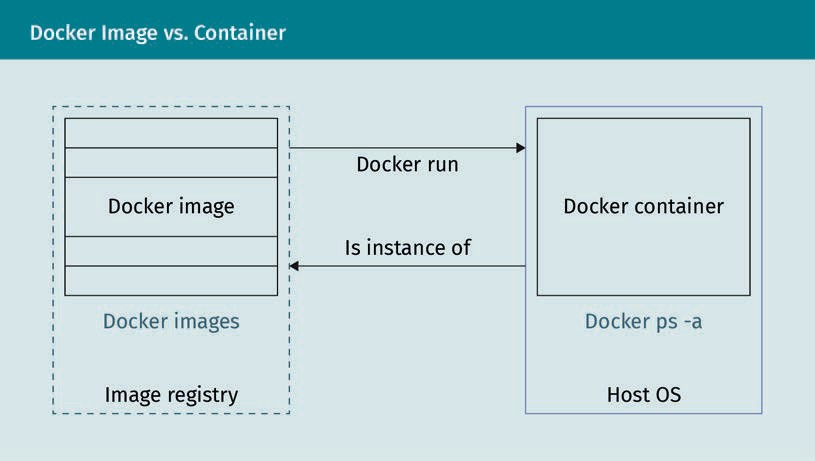 Docker Image vs. Container
Docker run
Docker image
Docker container
Is instance of
Docker images
Docker ps -a
Image registry
Host OS